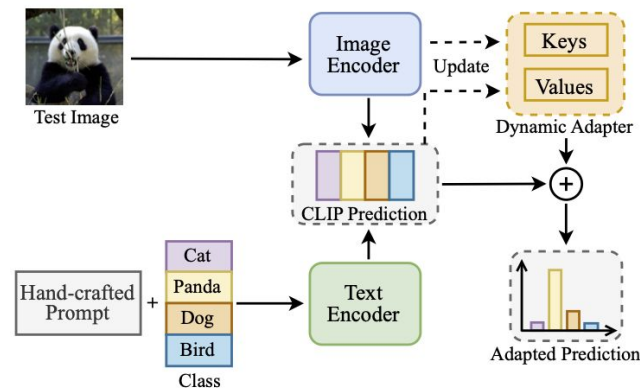 Test Image
Image
Encoder
Update
Keys
Values
Dynamic Adapter
CLIP Prediction
+
Hand-crafted
Prompt
+
Cat
Panda
Dog
Bird
Class
Text
Encoder
Adapted Prediction